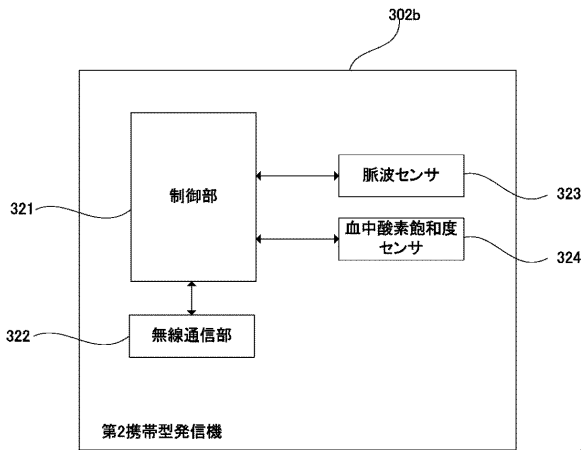 302b
321
制御部
脈波センサ
323
血中酸素飽和度
センサ
324
322
無線通信部
第2携帯型発信機